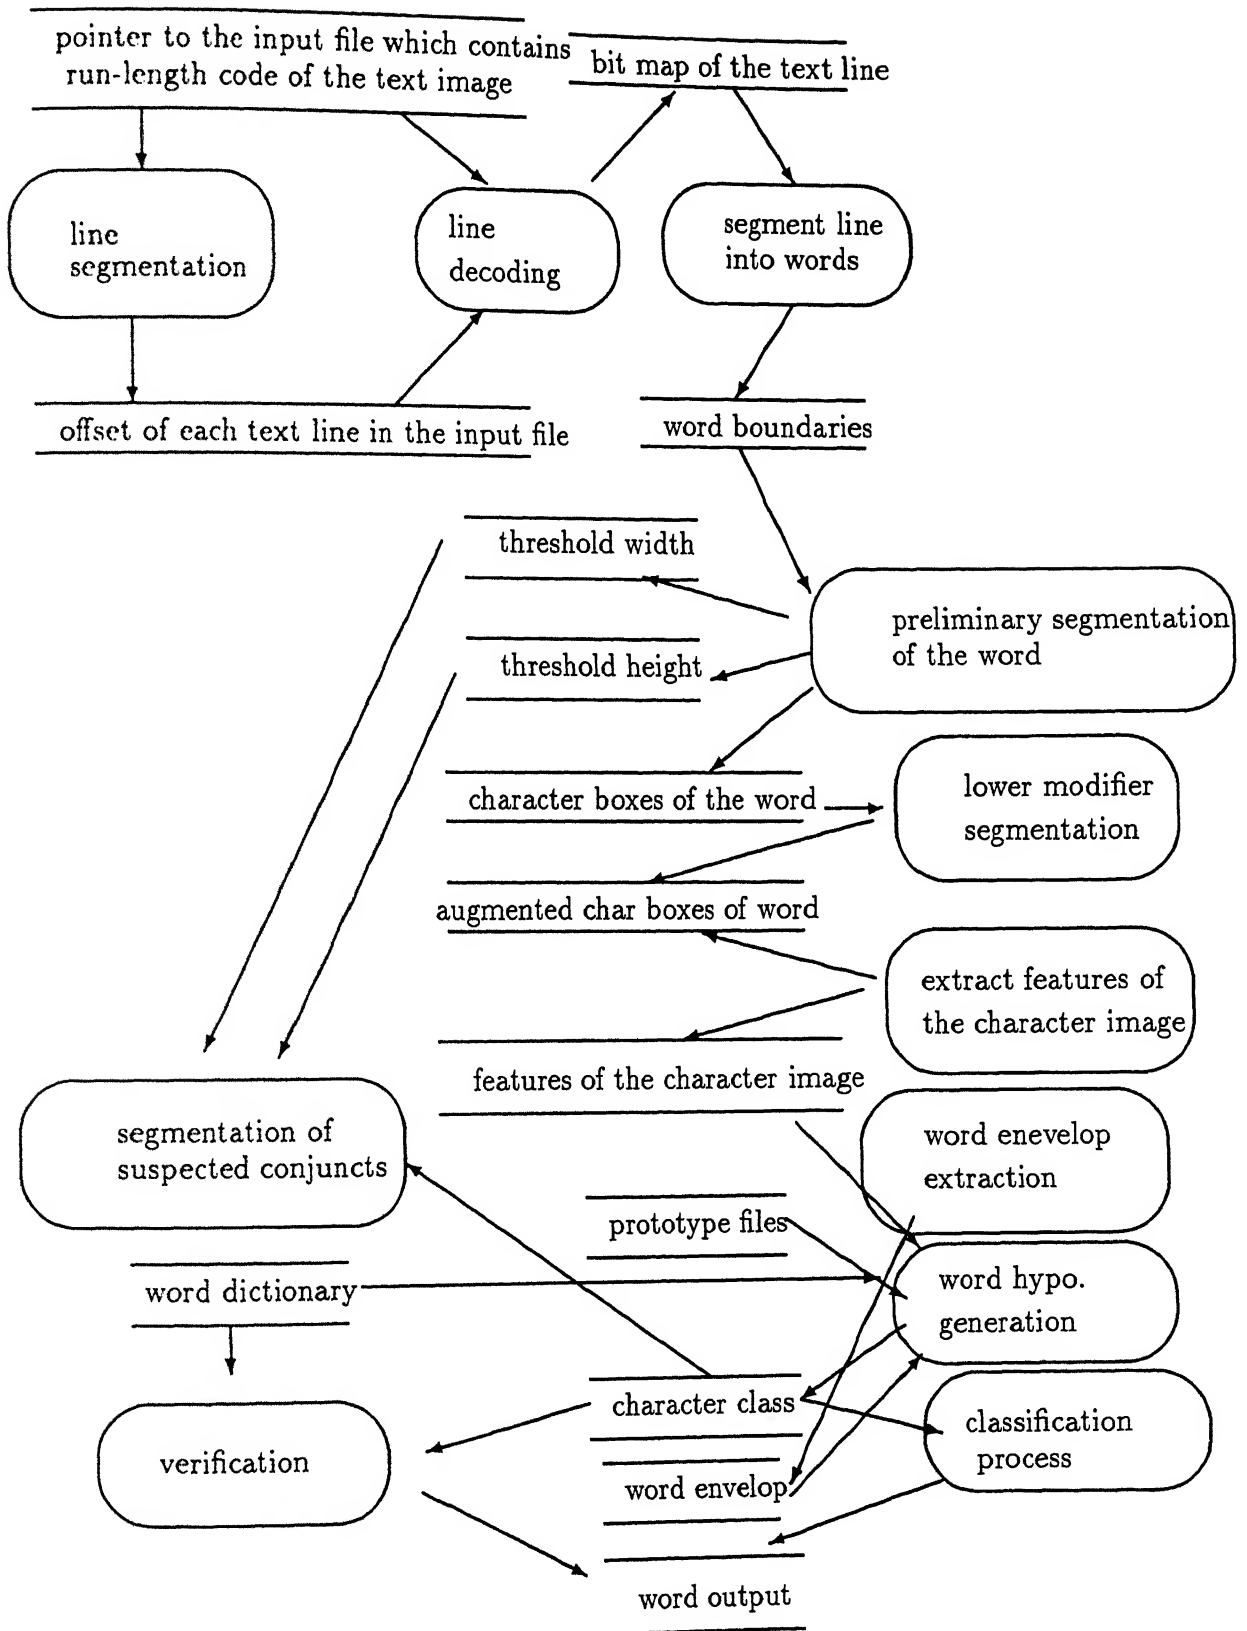 pointer to the input file which contains
run-length code of the text image
bit map of the text line
line
segmentation
line
decoding
segment line
into words
offset of each text line in the input file
word boundaries
threshold width
preliminary segmentation
of the word
threshold height
character boxes of the word
lower modifier
segmentation
augmented char boxes of word
extract features of
the character image
features of the character image
segmentation of
suspected conjuncts
word enevelop
extraction
prototype files
word dictionary
word hypo.
generation
character class
classification
process
verification
word envelop
word output